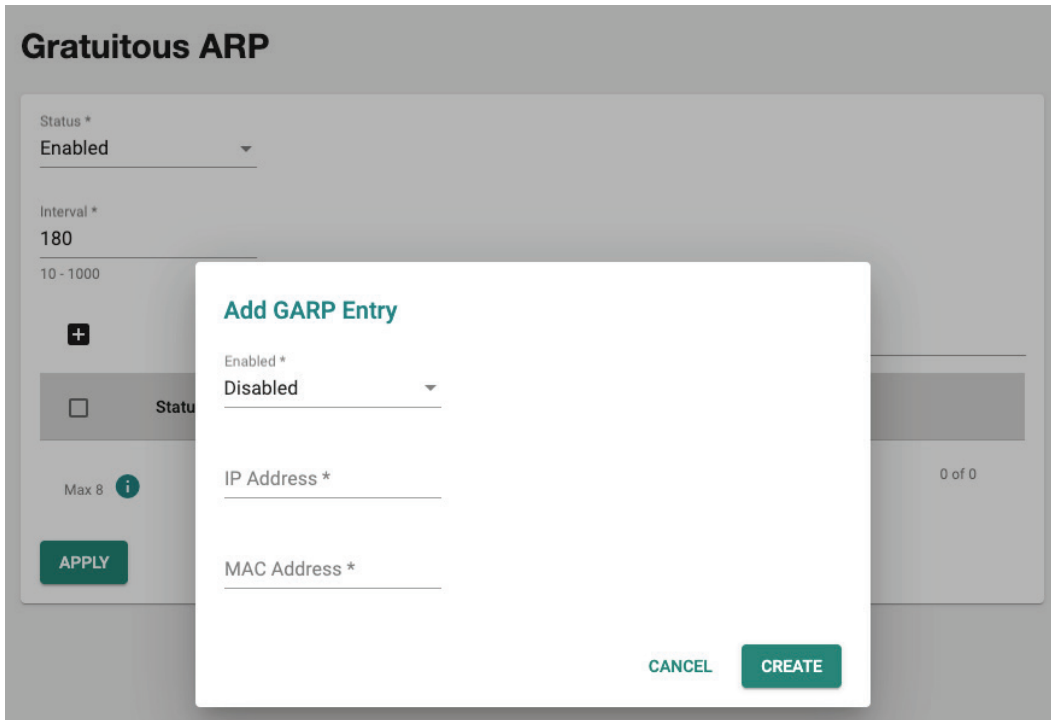 Gratuitous ARP
Status *
Enabled
Interval *
180
10 - 1000
Add GARP Entry
Enabled *
Disabled
Statu
IP Address *
Max 8
0 of 0
APPLY
MAC Address *
CANCEL
CREATE